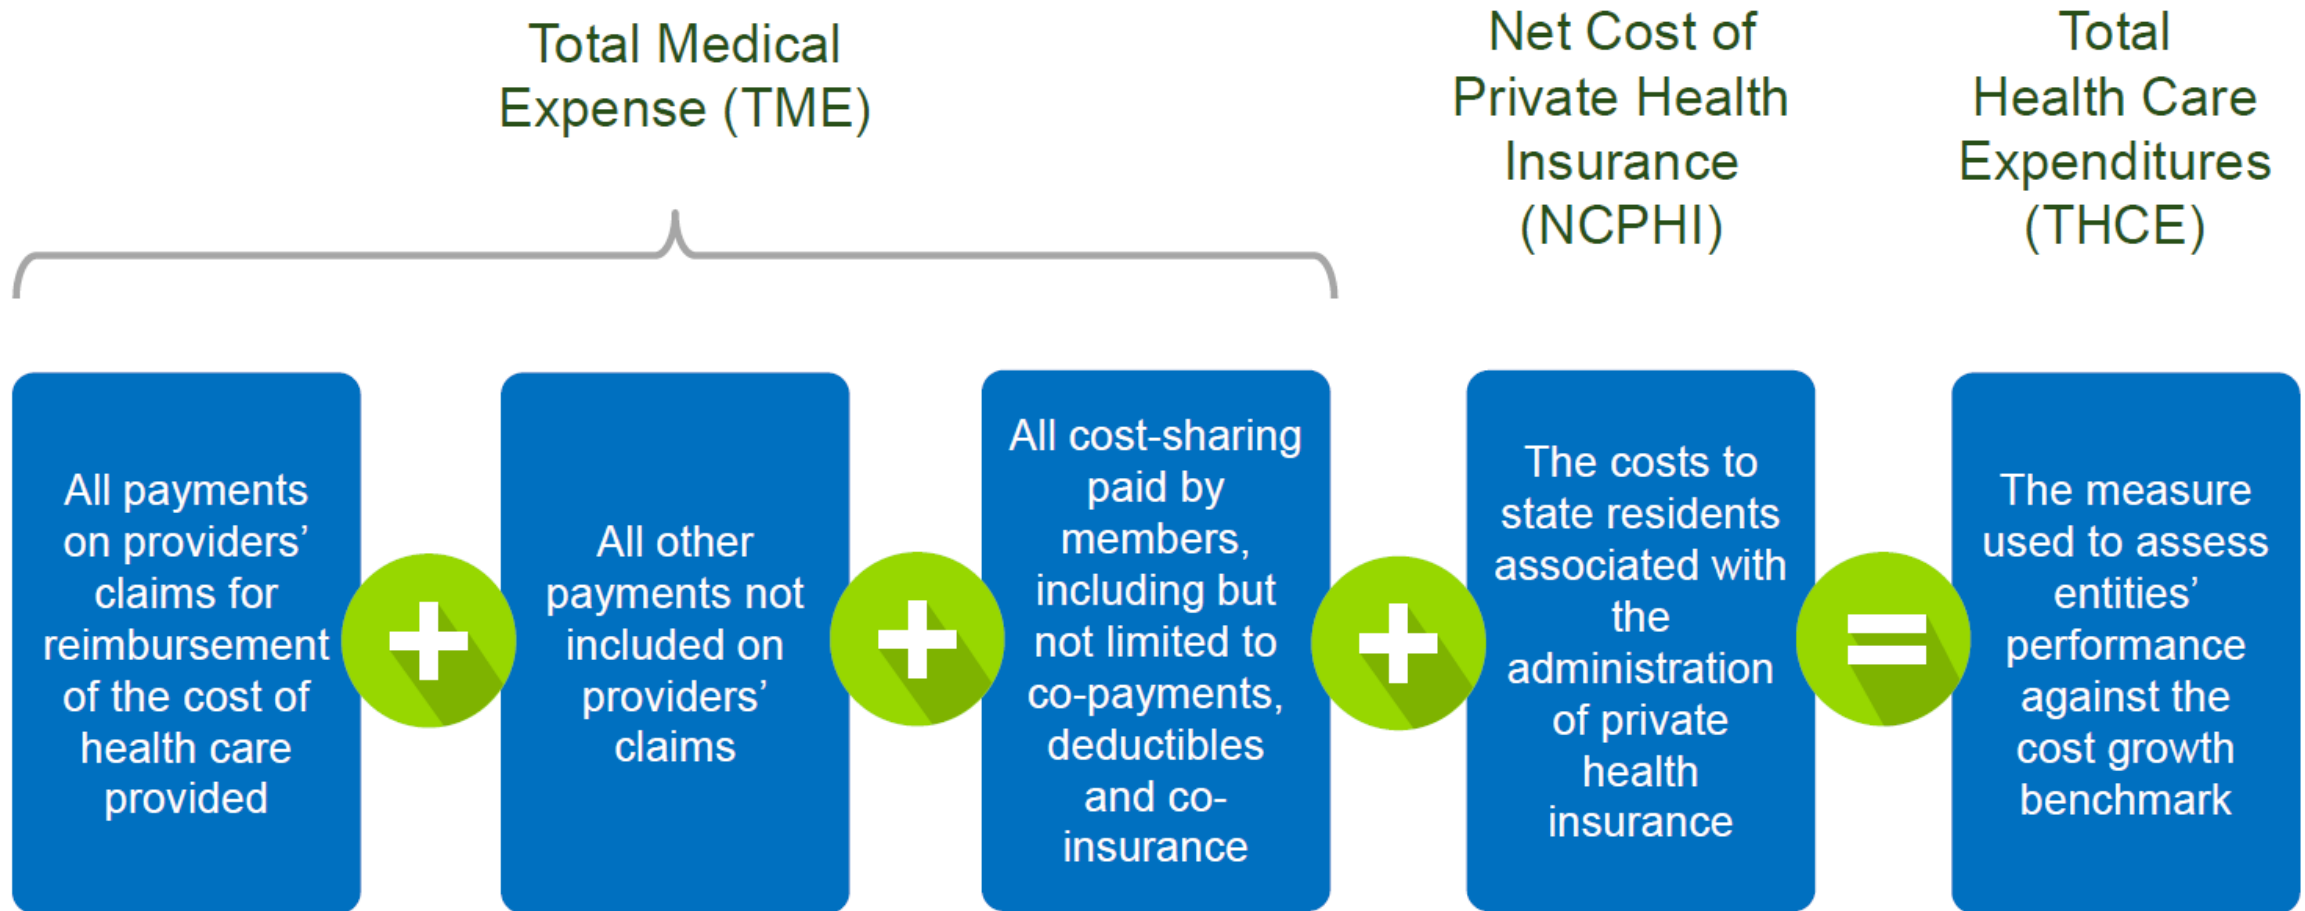 Total Medical
Expense (TME)
Net Cost of
Private Health
Insurance
(NCPHI)
Total
Health Care
Expenditures
(THCE)
All payments
on providers’
claims for
reimbursement
of the cost of
health care
provided
+
All other
payments not
included on
providers’
claims
+
All cost-sharing
paid by
members,
including but
not limited to
co-payments,
deductibles
and co-
insurance
+
The costs to
state residents
associated with
the
administration
of private
health
insurance
=
The measure
used to assess
entities’
performance
against the
cost growth
benchmark